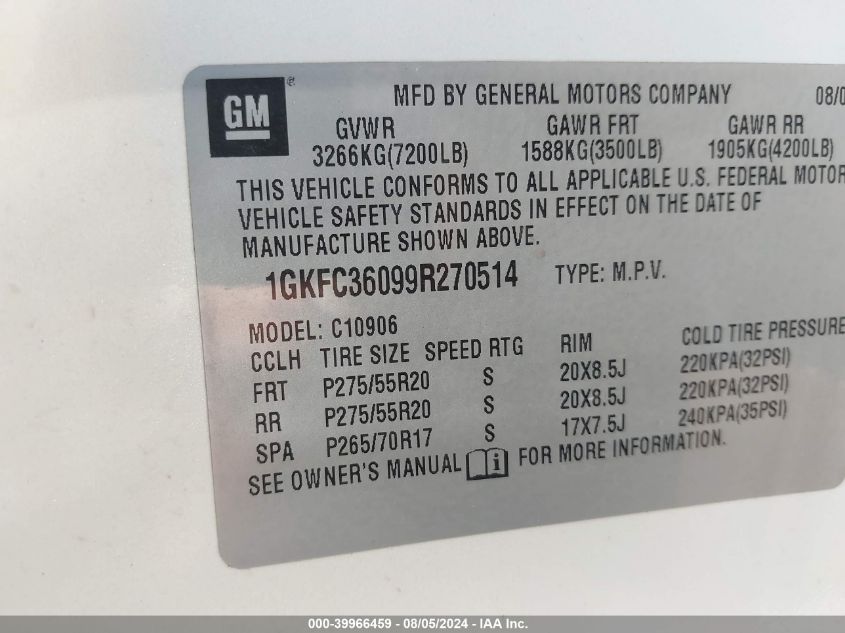 GM ® MFD BY GENERAL MOTORS COMPANY 08/0
GVWR GAWR FRT GAWR RR
3266KG(7200LB) 1588KG(3500LB) 1905KG(4200LB)
THIS VEHICLE CONFORMS TO ALL APPLICABLE U.S. FEDERAL MOTOR
VEHICLE SAFETY STANDARDS IN EFFECT ON THE DATE OF
MANUFACTURE SHOWN ABOVE.
1GKFC36099R270514 TYPE: M.P.V.
MODEL: C10906
CCLH TIRE SIZE SPEED RTG RIM COLD TIRE PRESSURE
FRT P275/55R20 S 20X8.5J 220KPA(32PSI)
RR P275/55R20 S 20X8.5J 220KPA(32PSI)
SPA P265/70R17 S 17X7.5J 240KPA(35PSI)
SEE OWNER'S MANUAL i FOR MORE INFORMATION.
000-39966459 - 08/05/2024 - IAA Inc.